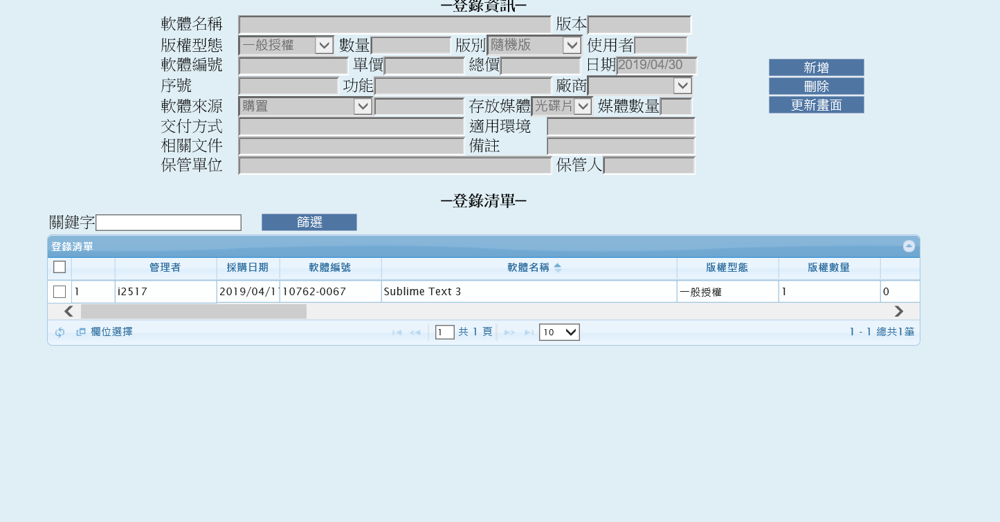 ─登錄資訊─
軟體名稱 版本
版權型態 一般授權 數量 版別 隨機版 使用者
軟體編號 單價 總價 日期 2019/04/30
新增
序號 功能 廠商
刪除
軟體來源 購置 存放媒體 光碟片 媒體數量
更新畫面
交付方式 適用環境
相關文件 備註
保管單位 保管人
─登錄清單─
關鍵字 篩選
登錄清單
管理者 採購日期 軟體編號 軟體名稱 版權型態 版權數量
1 i2517 2019/04/1 10762-0067 Sublime Text 3 一般授權 1 0
欄位選擇 1 共 1 頁 10 1 - 1 總共1筆